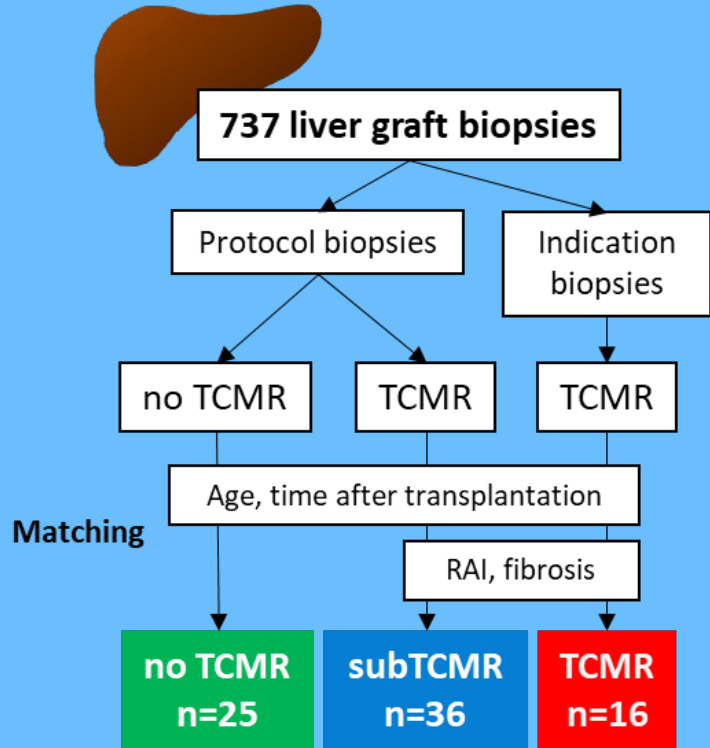 737 liver graft biopsies
Protocol biopsies
Indication
biopsies
no TCMR
TCMR
TCMR
Age, time after transplantation
Matching
RAI, fibrosis
no TCMR
n=25
subTCMR
n=36
TCMR
n=16